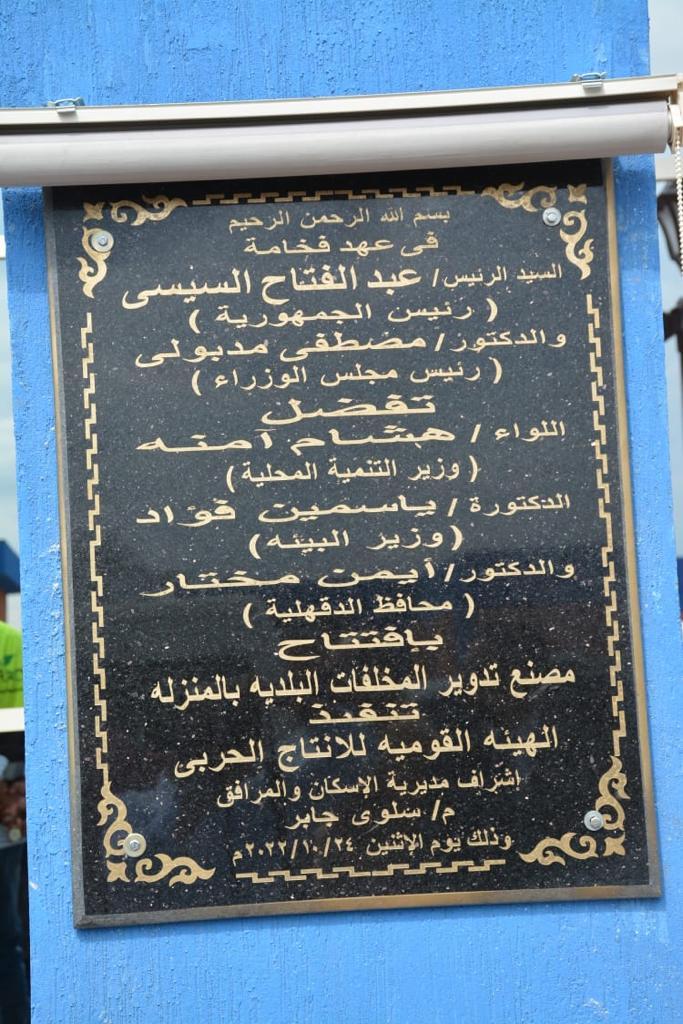 بسم الله الرحمن الرحيم
فى عهد فخامة
السيد الرئيس/ عبد الفتاح السيسى
( رئيس الجمهورية )
والدكتور/ مصطفى مدبولى
( رئيس مجلس الوزراء )
تفضل
اللواء / هشام آمنه
( وزير التنمية المحلية )
الدكتورة / ياسمين فؤاد
( وزير البيئه )
والدكتور/ أيمن مختار
( محافظ الدقهلية )
بإفتتاح
مصنع تدوير المخلفات البلديه بالمنزله
تنفيذ
الهيئه القوميه للانتاج الحربى
اشراف مديرية الإسكان والمرافق
م/ سلوى جابر
وذلك يوم الإثنين ٢٠٢٢/١٠/٢٤م